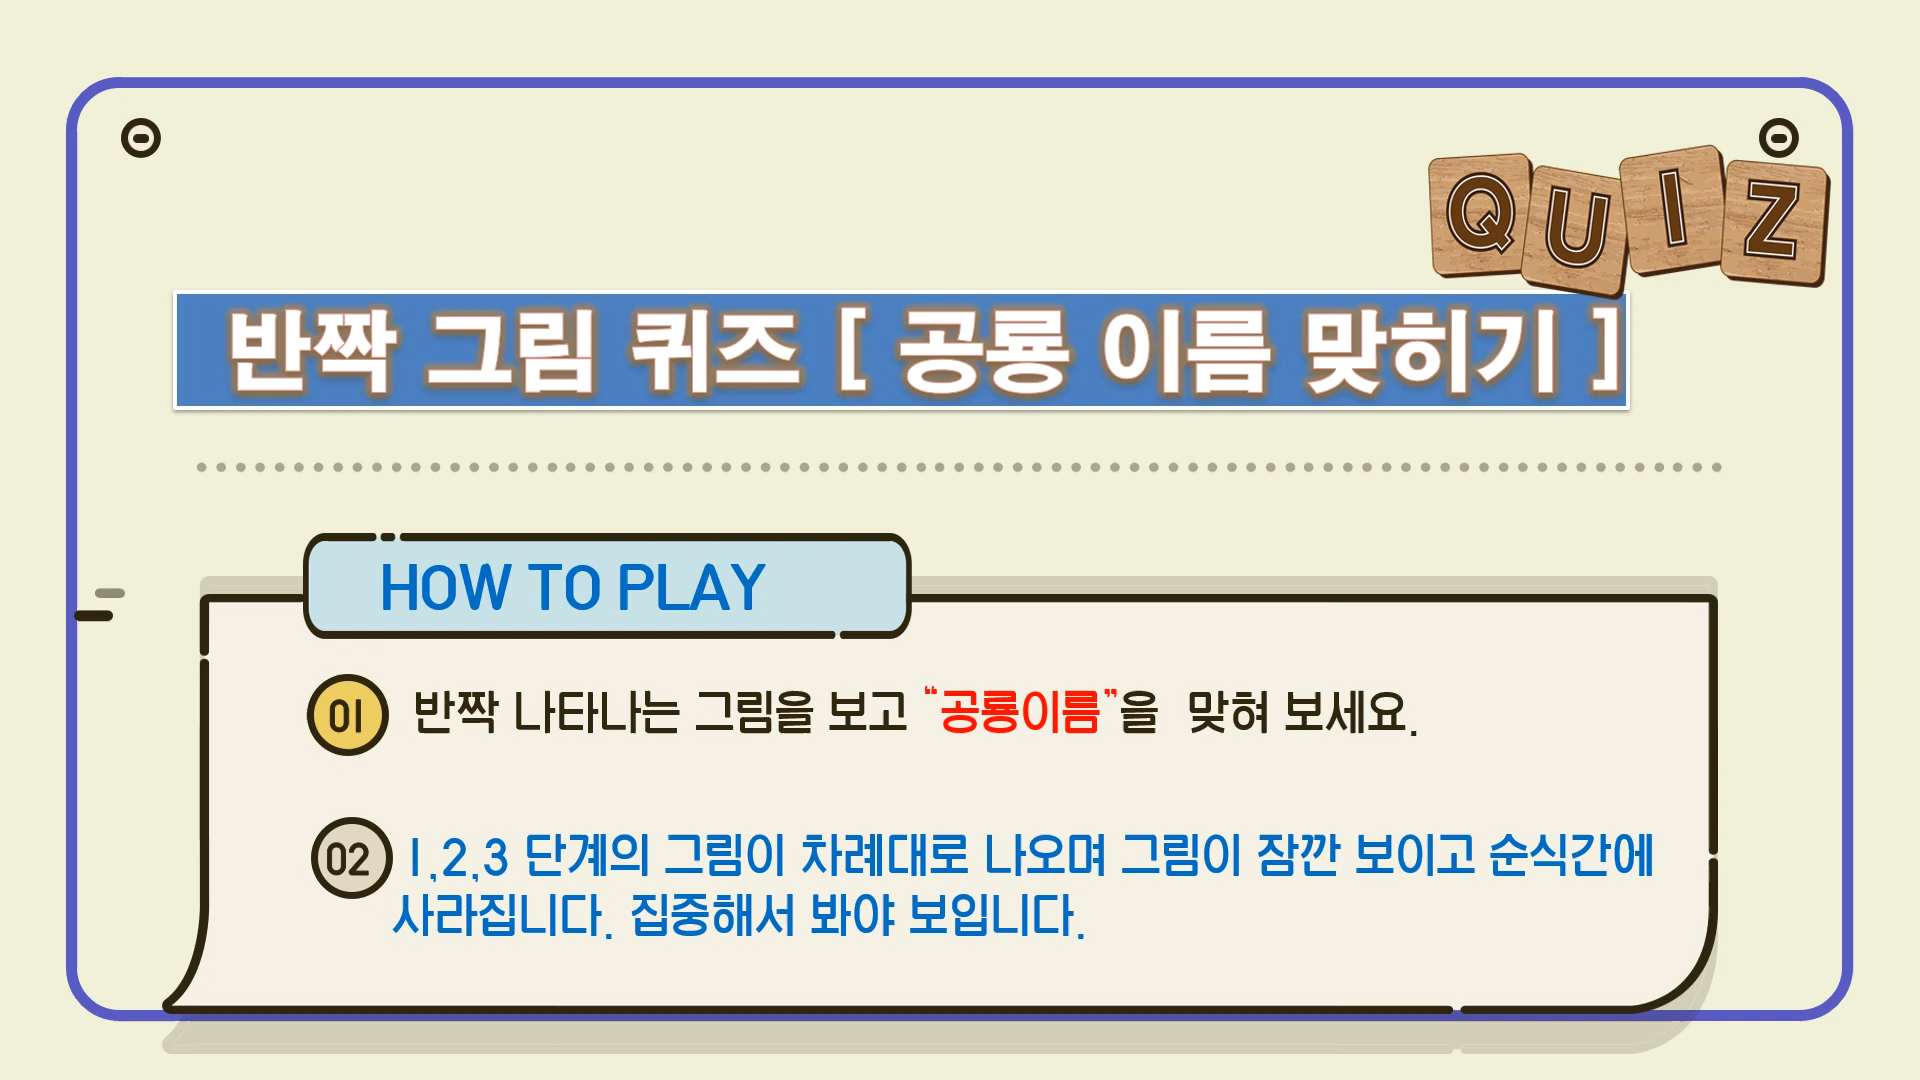 QUIZ
반짝 그림 퀴즈 [ 공룡 이름 맞히기 ]
HOW TO PLAY
01 반짝 나타나는 그림을 보고 “공룡이름”을 맞혀 보세요.
02 1,2,3 단계의 그림이 차례대로 나오며 그림이 잠깐 보이고 순식간에
사라집니다. 집중해서 봐야 보입니다.